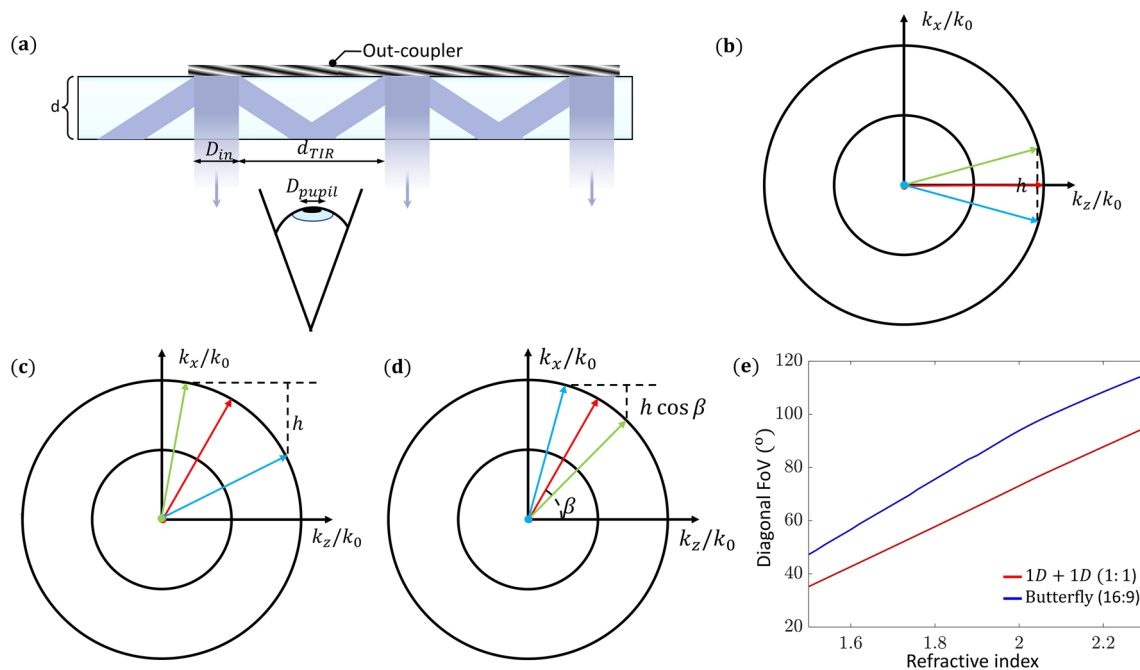 (a)
Out-coupler
d
D_in
d_TIR
D_pupil
(b)
k_x/k_0
h
k_z/k_0
(c)
k_x/k_0
h
k_z/k_0
(d)
k_x/k_0
h cos β
β
k_z/k_0
(e)
120
100
80
60
40
20
Diagonal FoV (°)
1D + 1D (1:1)
Butterfly (16:9)
1.6
1.8
2
2.2
Refractive index